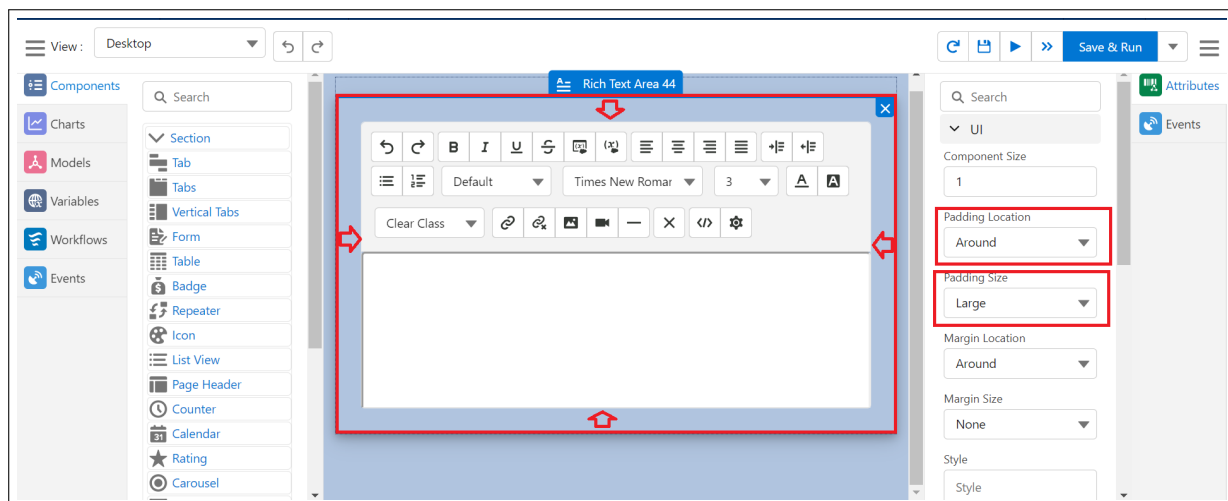 View :
Desktop
Save & Run
Components
Charts
Models
Variables
Workflows
Events
Search
Section
Tab
Tabs
Vertical Tabs
Form
Table
Badge
Repeater
Icon
List View
Page Header
Counter
31
Calendar
Rating
Carousel
Rich Text Area 44
B I U S
Default
Times New Romar
3
A A
Clear Class
Search
UI
Component Size
1
Padding Location
Around
Padding Size
Large
Margin Location
Around
Margin Size
None
Style
Style
Attributes
Events